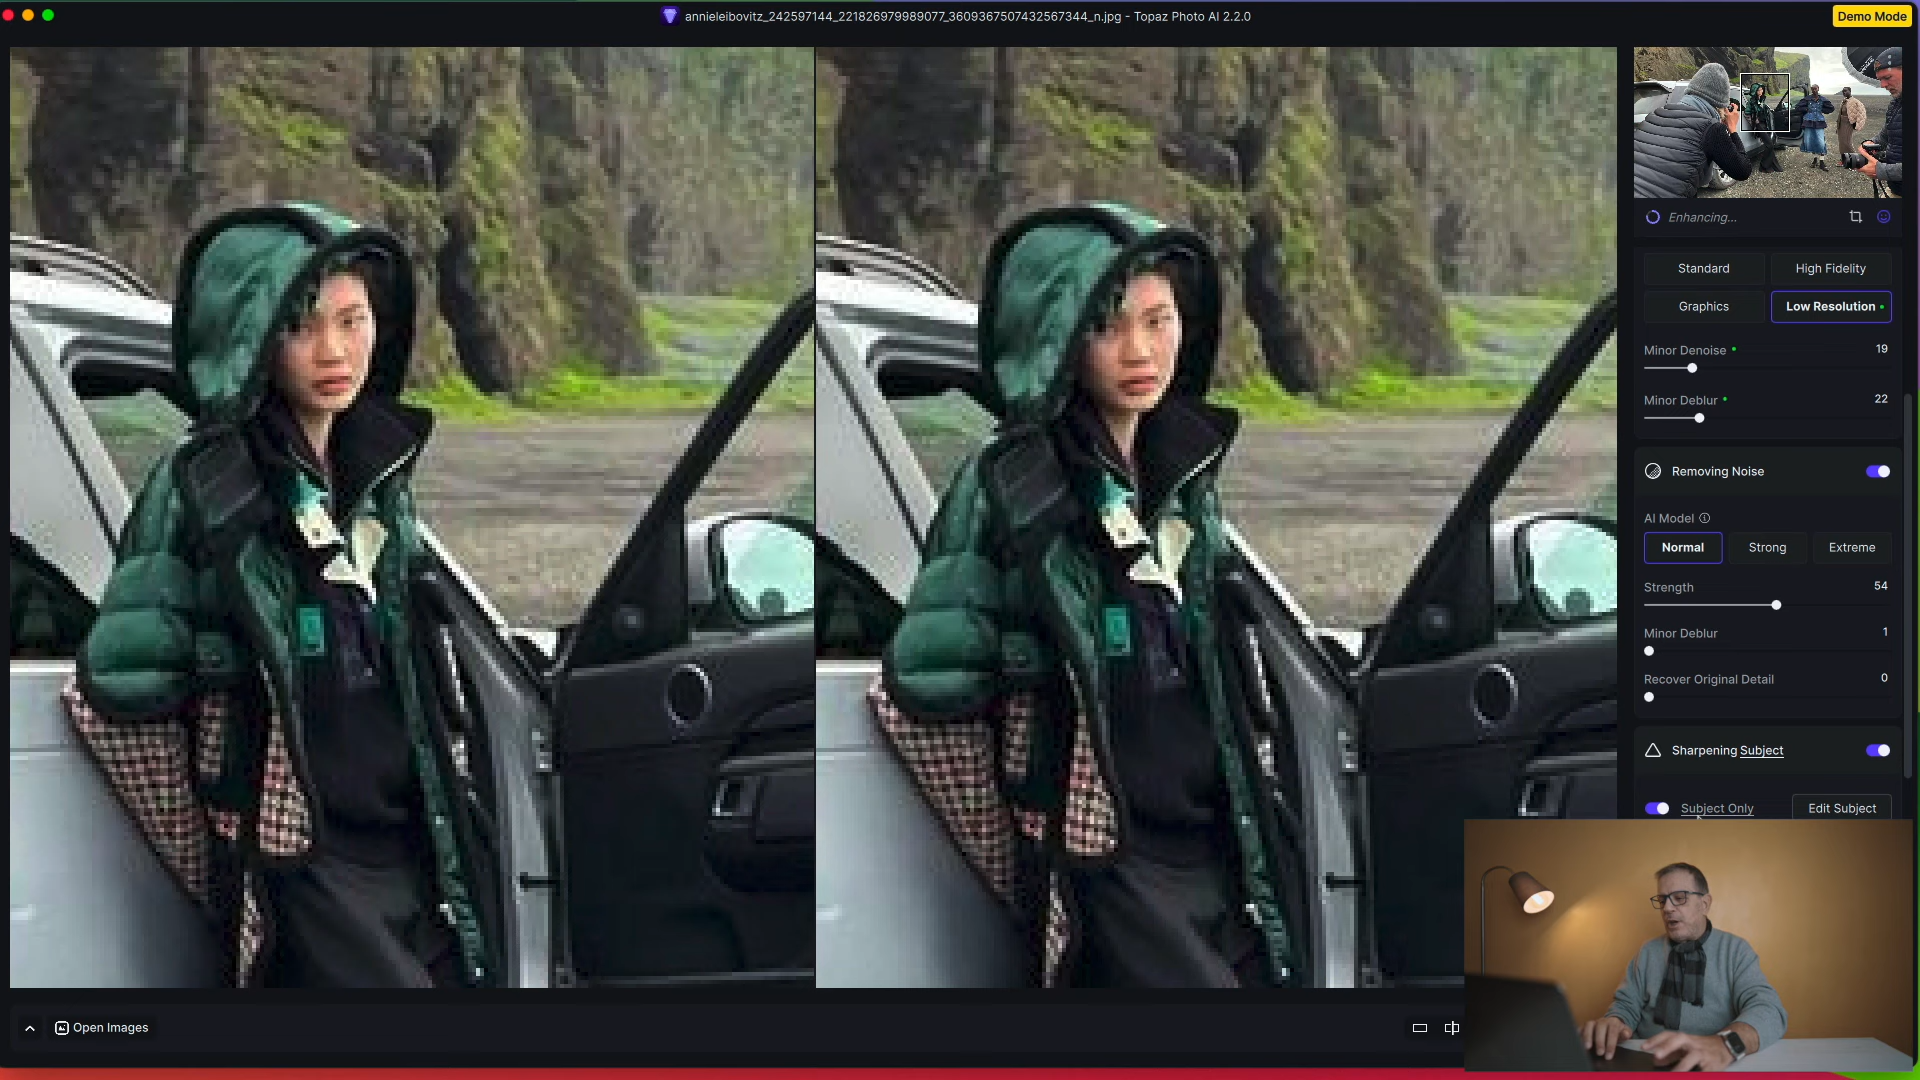 annieleibovitz_242597144_221826979989077_3609367507432567344_n.jpg - Topaz Photo AI 2.2.0
Demo Mode
Enhancing...
Standard
High Fidelity
Graphics
Low Resolution
Minor Denoise
19
Minor Deblur
22
Removing Noise
AI Model
Normal
Strong
Extreme
Strength
54
Minor Deblur
1
Recover Original Detail
0
Sharpening Subject
Subject Only
Edit Subject
Open Images